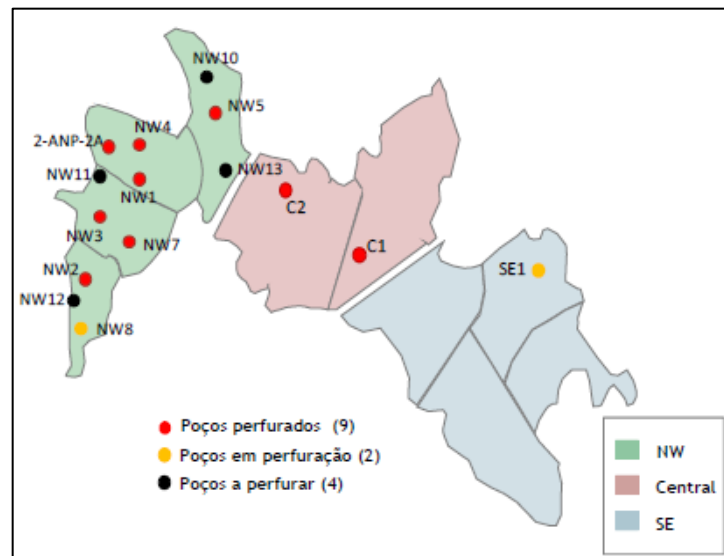 NW10
NW5
NW4
2-ANP-2A
NW11
NW13
NW1
C2
NW3
NW7
C1
SE1
NW2
NW12
NW8
Poços perfurados (9)
Poços em perfuração (2)
Poços a perfurar (4)
NW
Central
SE